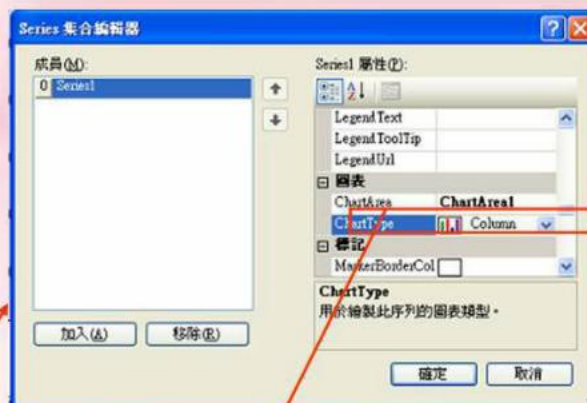 Series 集合編輯器
成員(M):
0 Series1
加入(A)
移除(R)
Series1 屬性(P):
LegendText
LegendToolTip
LegendUrl
圖表
ChartArea ChartArea1
ChartType Column
標記
MarkerBorderCol
ChartType
用於繪製此序列的圖表類型。
確定
取消